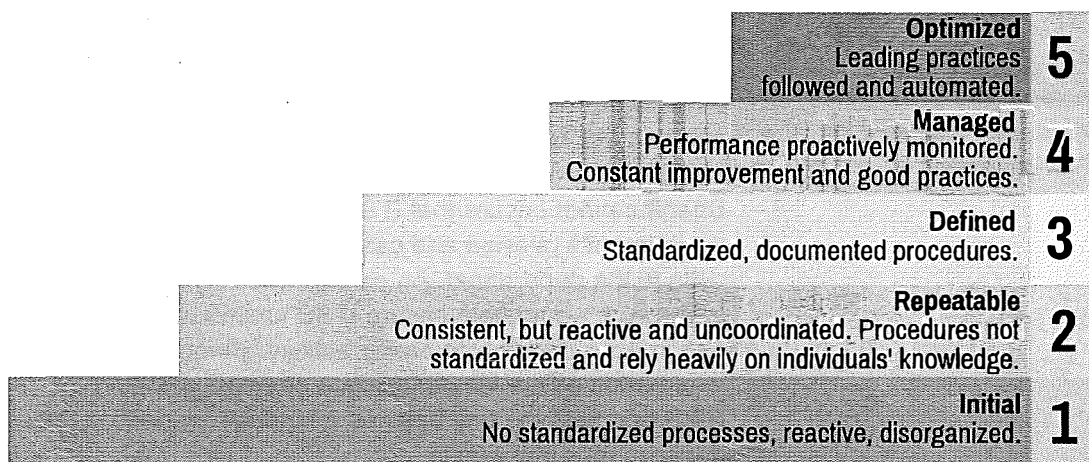 Optimized
Leading practices
followed and automated.
5
Managed
Performance proactively monitored.
Constant improvement and good practices.
4
Defined
Standardized, documented procedures.
3
Repeatable
Consistent, but reactive and uncoordinated. Procedures not
standardized and rely heavily on individuals' knowledge.
2
Initial
No standardized processes, reactive, disorganized.
1